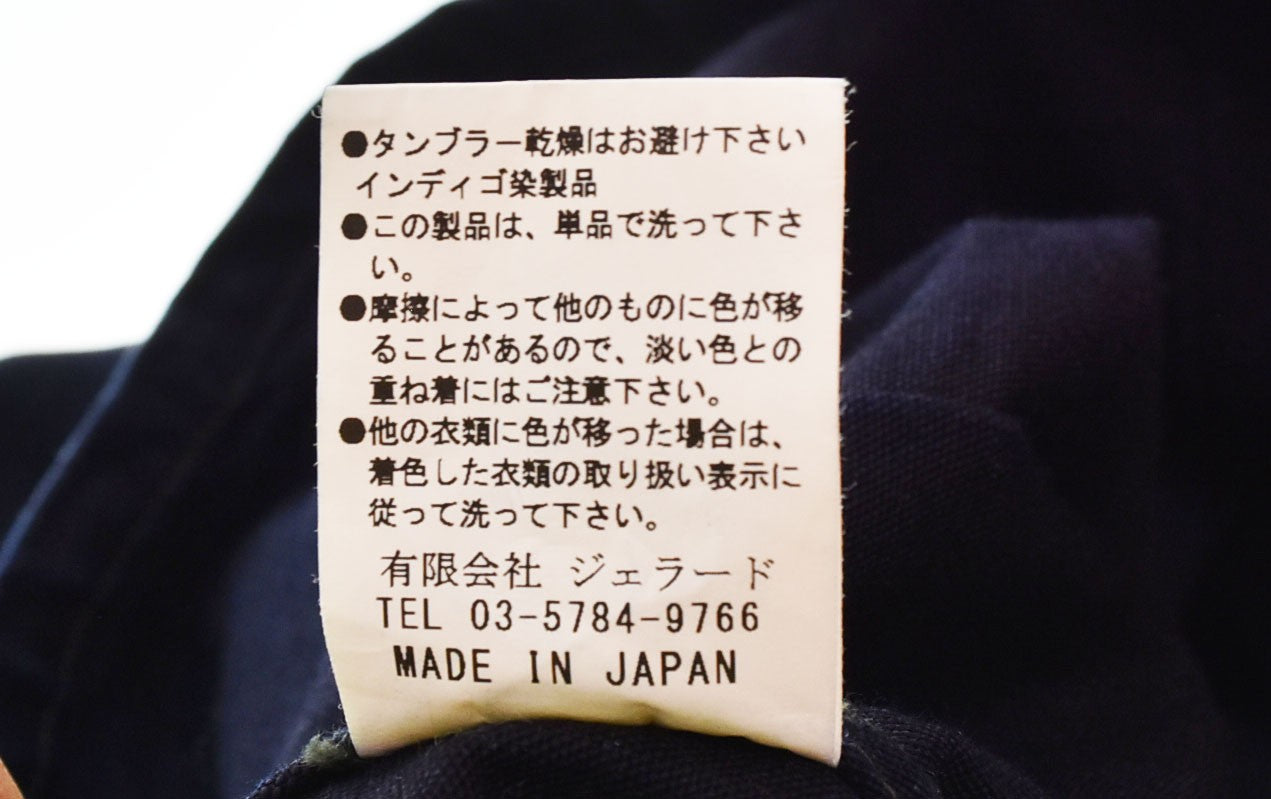 ●タンブラー乾燥はお避け下さい
インディゴ染製品
●この製品は、単品で洗って下さ
い。
●摩擦によって他のものに色が移
ることがあるので、淡い色との
重ね着にはご注意下さい。
●他の衣類に色が移った場合は、
着色した衣類の取り扱い表示に
従って洗って下さい。
有限会社 ジェラード
TEL 03-5784-9766
MADE IN JAPAN